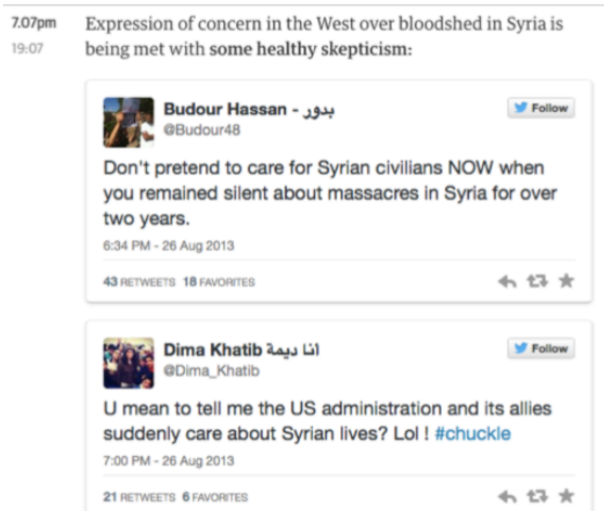 7.07pm Expression of concern in the West over bloodshed in Syria is
19:07 being met with some healthy skepticism:
Budour Hassan - بدور
Follow
@Budour48
Don't pretend to care for Syrian civilians NOW when
you remained silent about massacres in Syria for over
two years.
6:34 PM - 26 Aug 2013
43 RETWEETS 18 FAVORITES
Dima Khatib انا ديمة
Follow
@Dima_Khatib
U mean to tell me the US administration and its allies
suddenly care about Syrian lives? Lol ! #chuckle
7:00 PM - 26 Aug 2013
21 RETWEETS 6 FAVORITES